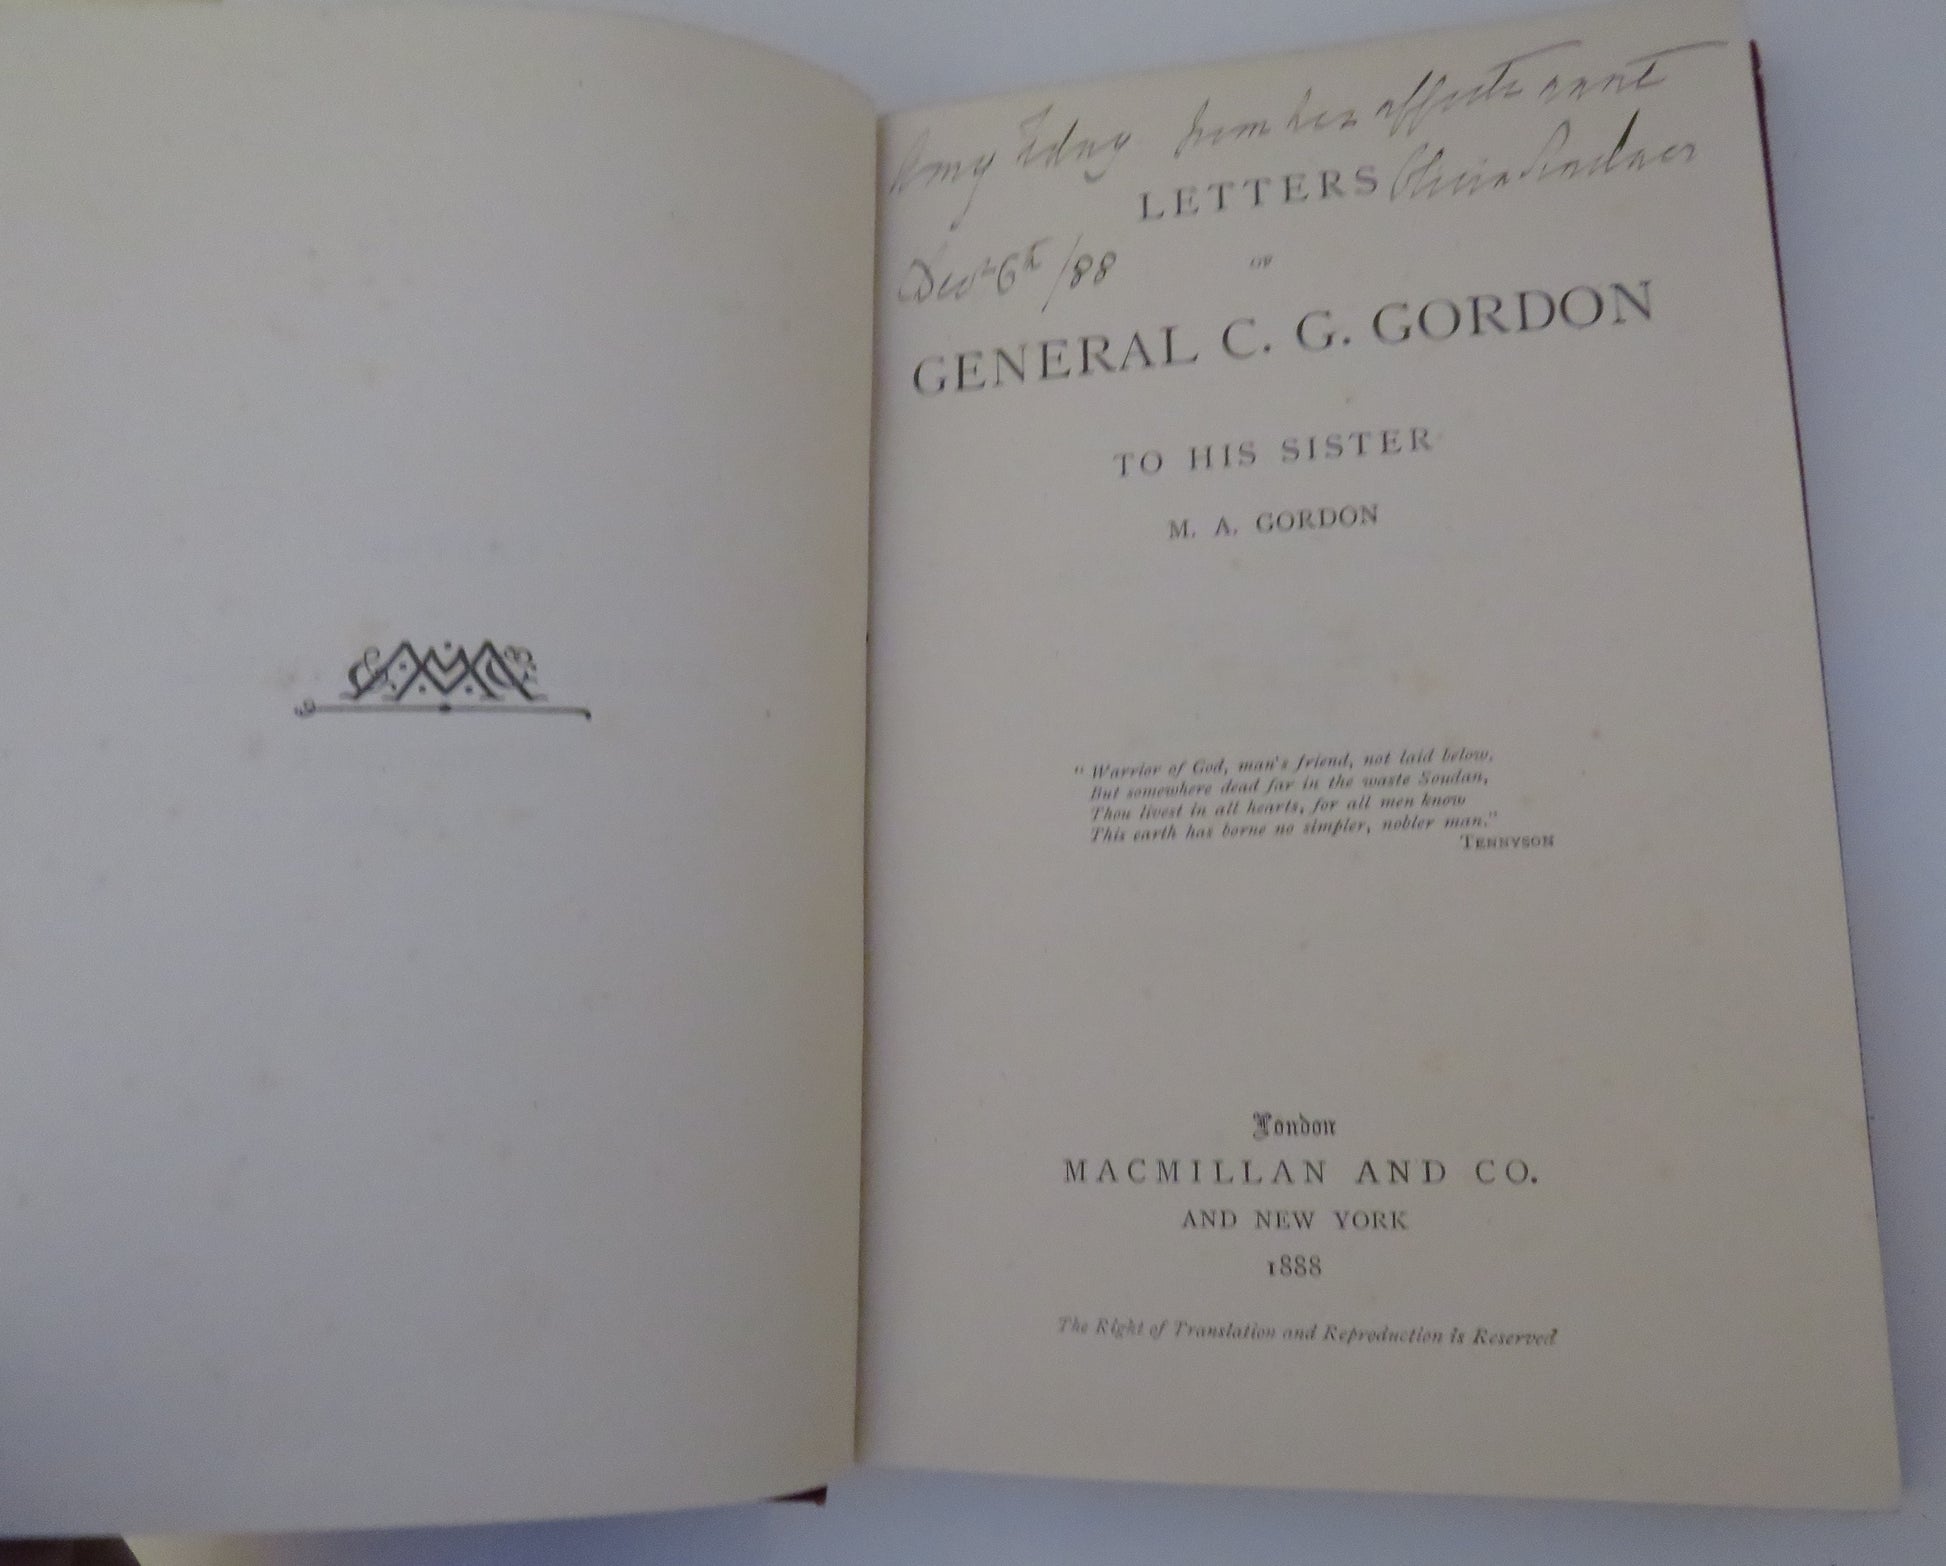 Amy from her affecte aunt
LETTERS
Decr 6th /88
OF
GENERAL C. G. GORDON
TO HIS SISTER
M. A. GORDON
"Warrior of God, man's friend, not laid below,
But somewhere dead far in the waste Soudan,
Thou livest in all hearts, for all men know
This earth has borne no simpler, nobler man."
TENNYSON
London
MACMILLAN AND CO.
AND NEW YORK
1888
The Right of Translation and Reproduction is Reserved